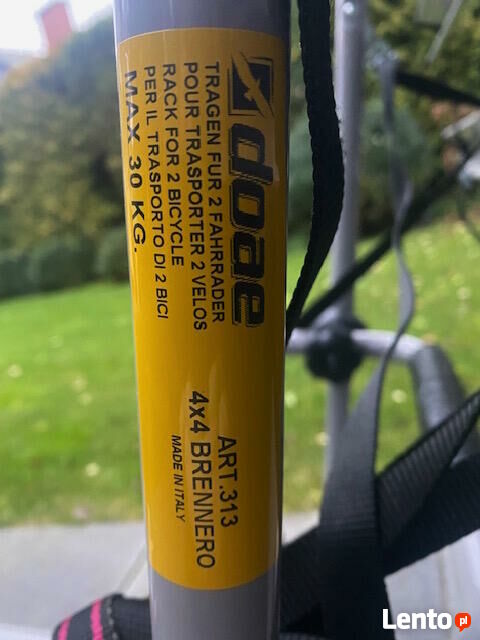 doae
TRAGEN FUR 2 FAHRRADER
POUR TRASPORTER 2 VELOS
RACK FOR 2 BICYCLE
PER IL TRASPORTO DI 2 BICI
MAX 30 KG.
ART.313
4x4 BRENNERO
MADE IN ITALY
Lento.pl